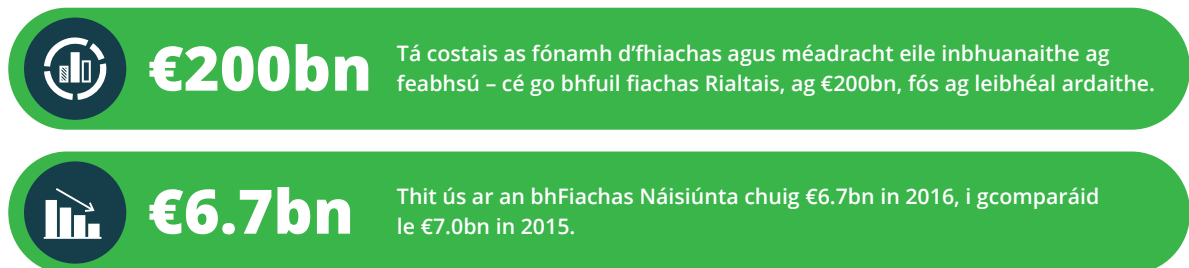 €200bn
Tá costais as fónamh d'fhiachas agus méadracht eile inbhuanaithe ag
feabhsú – cé go bhfuil fiachas Rialtais, ag €200bn, fós ag leibhéal ardaithe.
€6.7bn
Thit ús ar an bhFiachas Náisiúnta chuig €6.7bn in 2016, i gcomparáid
le €7.0bn in 2015.